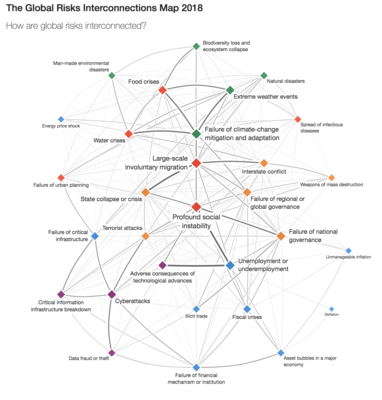 The Global Risks Interconnections Map 2018
How are global risks interconnected?
Biodiversity loss and
ecosystem collapse
Man-made environmental
disasters
Food crises
Natural disasters
Extreme weather events
Energy price shock
Water crises
Failure of climate-change
mitigation and adaptation
Spread of infectious
diseases
Large-scale
involuntary migration
Interstate conflict
Failure of urban planning
Weapons of mass destruction
State collapse or crisis
Failure of regional or
global governance
Profound social
instability
Failure of critical
infrastructure
Terrorist attacks
Failure of national
governance
Unmanageable inflation
Adverse consequences of
technological advances
Unemployment or
underemployment
Critical information
infrastructure breakdown
Cyberattacks
Illicit trade
Fiscal crises
Deflation
Data fraud or theft
Asset bubbles in a major
economy
Failure of financial
mechanism or institution